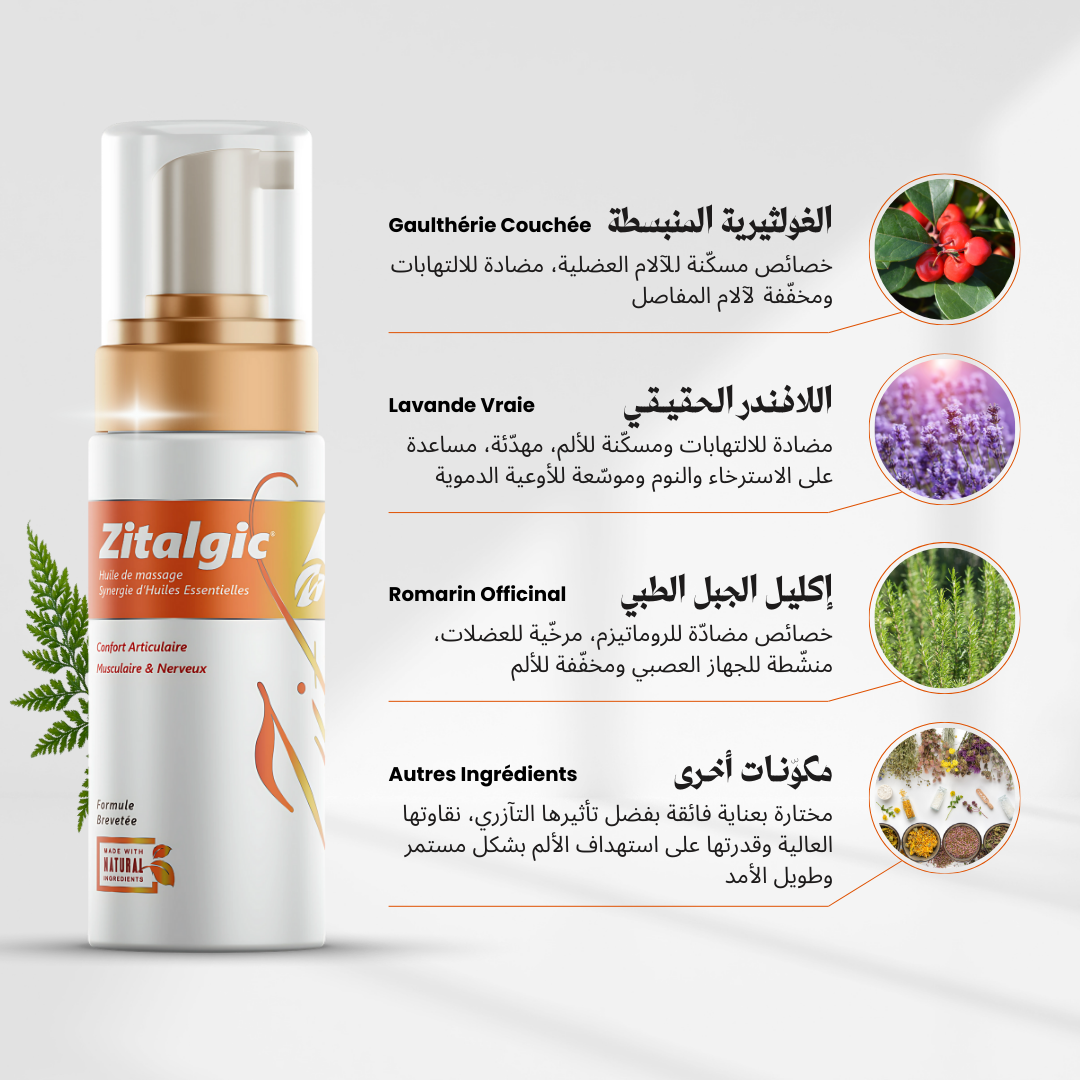 Gaulthérie Couchée الغولثيرية المنبسطة
خصائص مسكّنة للآلام العضلية، مضادة للالتهابات
ومخفّفة لآلام المفاصل
Lavande Vraie اللافندر الحقيقي
مضادة للالتهابات ومسكّنة للألم، مهدّئة، مساعدة
على الاسترخاء والنوم وموسّعة للأوعية الدموية
Romarin Officinal إكليل الجبل الطبي
خصائص مضادّة للروماتيزم، مرخّية للعضلات،
منشّطة للجهاز العصبي ومخفّفة للألم
Autres Ingrédients مكوّنات أخرى
مختارة بعناية فائقة بفضل تأثيرها التآزري، نقاوتها
العالية وقدرتها على استهداف الألم بشكل مستمر
وطويل الأمد
Zitalgic
Huile de massage
Synergie d'Huiles Essentielles
Confort Articulaire
Musculaire & Nerveux
Formule
Brevetée
MADE WITH
NATURAL
INGREDIENTS